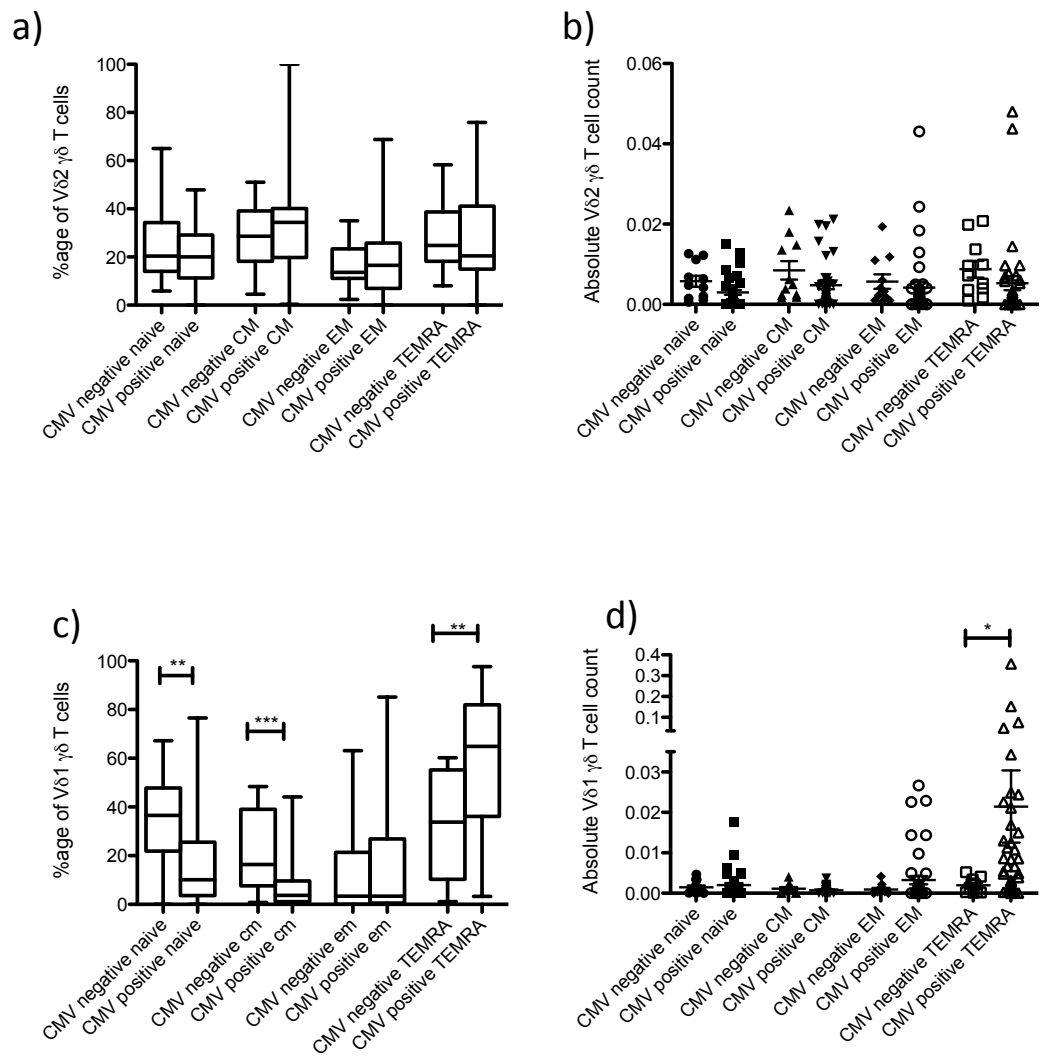 a)
%age of Vδ2 γδ T cells
100
80
60
40
20
0
CMV negative naive
CMV positive naive
CMV negative CM
CMV positive CM
CMV negative EM
CMV positive EM
CMV negative TEMRA
CMV positive TEMRA
b)
Absolute Vδ2 γδ T cell count
0.06
0.04
0.02
0.00
CMV negative naive
CMV positive naive
CMV negative CM
CMV positive CM
CMV negative EM
CMV positive EM
CMV negative TEMRA
CMV positive TEMRA
c)
%age of Vδ1 γδ T cells
100
80
60
40
20
0
**
***
**
CMV negative naive
CMV positive naive
CMV negative cm
CMV positive cm
CMV negative em
CMV positive em
CMV negative TEMRA
CMV positive TEMRA
d)
Absolute Vδ1 γδ T cell count
0.4
0.3
0.2
0.1
0.03
0.02
0.01
0.00
*
CMV negative naive
CMV positive naive
CMV negative CM
CMV positive CM
CMV negative EM
CMV positive EM
CMV negative TEMRA
CMV positive TEMRA